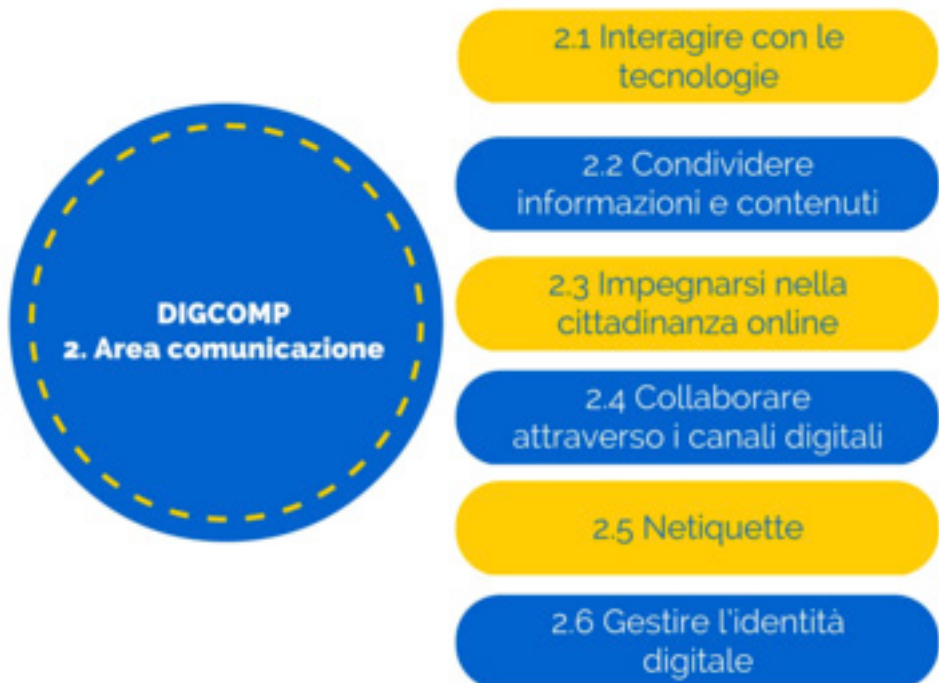 DIGCOMP
2. Area comunicazione
2.1 Interagire con le
tecnologie
2.2 Condividere
informazioni e contenuti
2.3 Impegnarsi nella
cittadinanza online
2.4 Collaborare
attraverso i canali digitali
2.5 Netiquette
2.6 Gestire l'identità
digitale